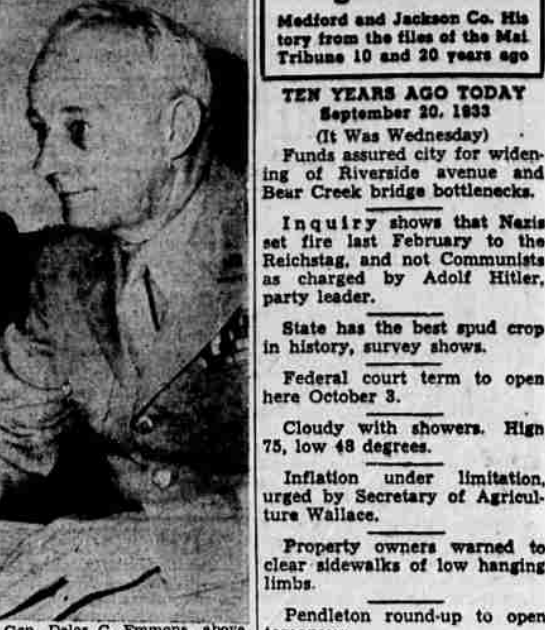 Medford and Jackson Co. His
tory from the files of the Mai
Tribune 10 and 20 years ago
TEN YEARS AGO TODAY
September 20, 1933
(It Was Wednesday)
Funds assured city for widen-
ing of Riverside avenue and
Bear Creek bridge bottlenecks.
Inquiry shows that Nazis
set fire last February to the
Reichstag, and not Communists
as charged by Adolf Hitler,
party leader.
State has the best spud crop
in history, survey shows.
Federal court term to open
here October 3.
Cloudy with showers. High
75, low 48 degrees.
Inflation under limitation,
urged by Secretary of Agricul-
ture Wallace.
Property owners warned to
clear sidewalks of low hanging
limbs.
Pendleton round-up to open
Gen. Delos C. Emmons, above